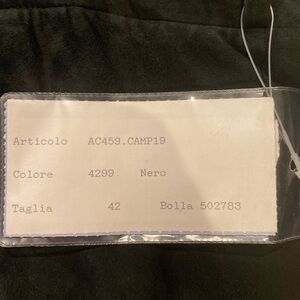 Articolo AC459.CAMP19
Colore 4299 Nero
Taglia 42 Bolla 502783